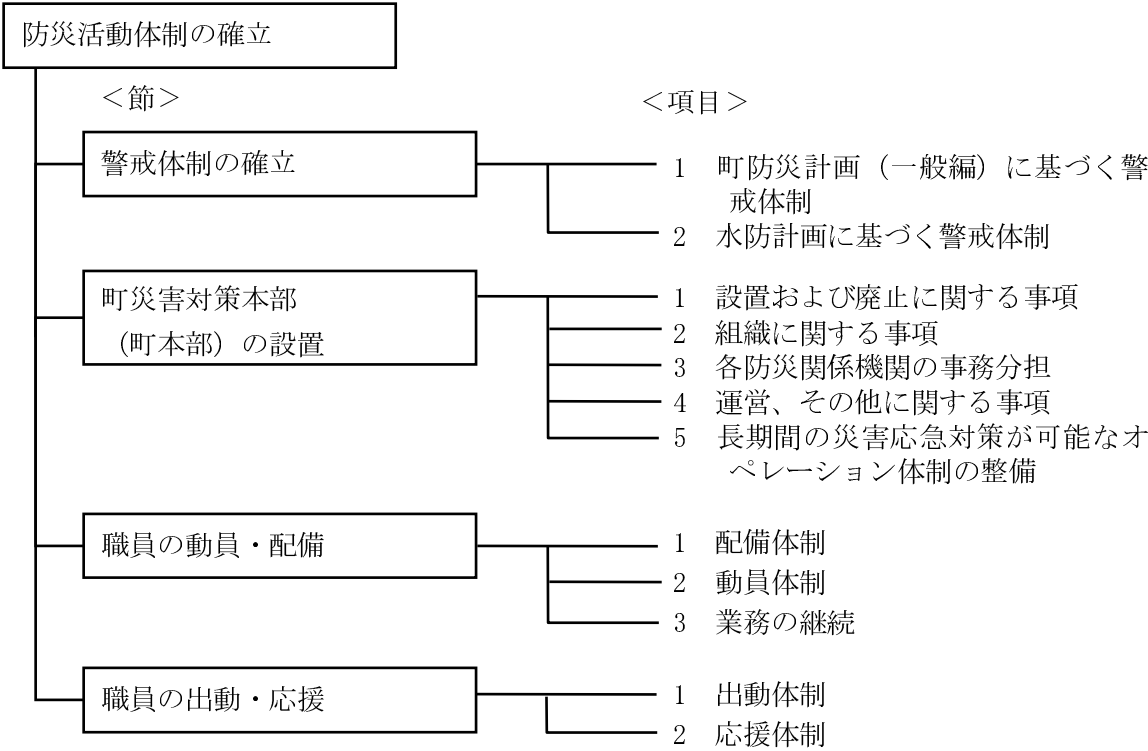 防災活動体制の確立
＜節＞
＜項目＞
警戒体制の確立
1 町防災計画（一般編）に基づく警
戒体制
2 水防計画に基づく警戒体制
町災害対策本部
（町本部）の設置
1 設置および廃止に関する事項
2 組織に関する事項
3 各防災関係機関の事務分担
4 運営、その他に関する事項
5 長期間の災害応急対策が可能なオ
ペレーション体制の整備
職員の動員・配備
1 配備体制
2 動員体制
3 業務の継続
職員の出動・応援
1 出動体制
2 応援体制